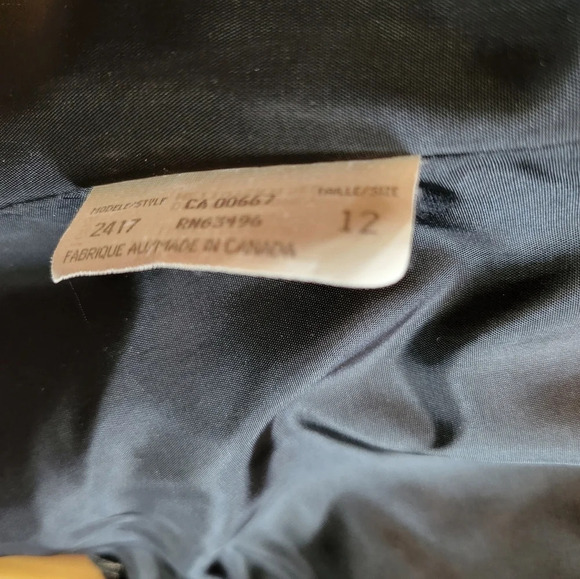 MODELE/STYLE CA 00667 TAILLE/SIZE
2417 RN63496 12
FABRIQUE AU/MADE IN CANADA